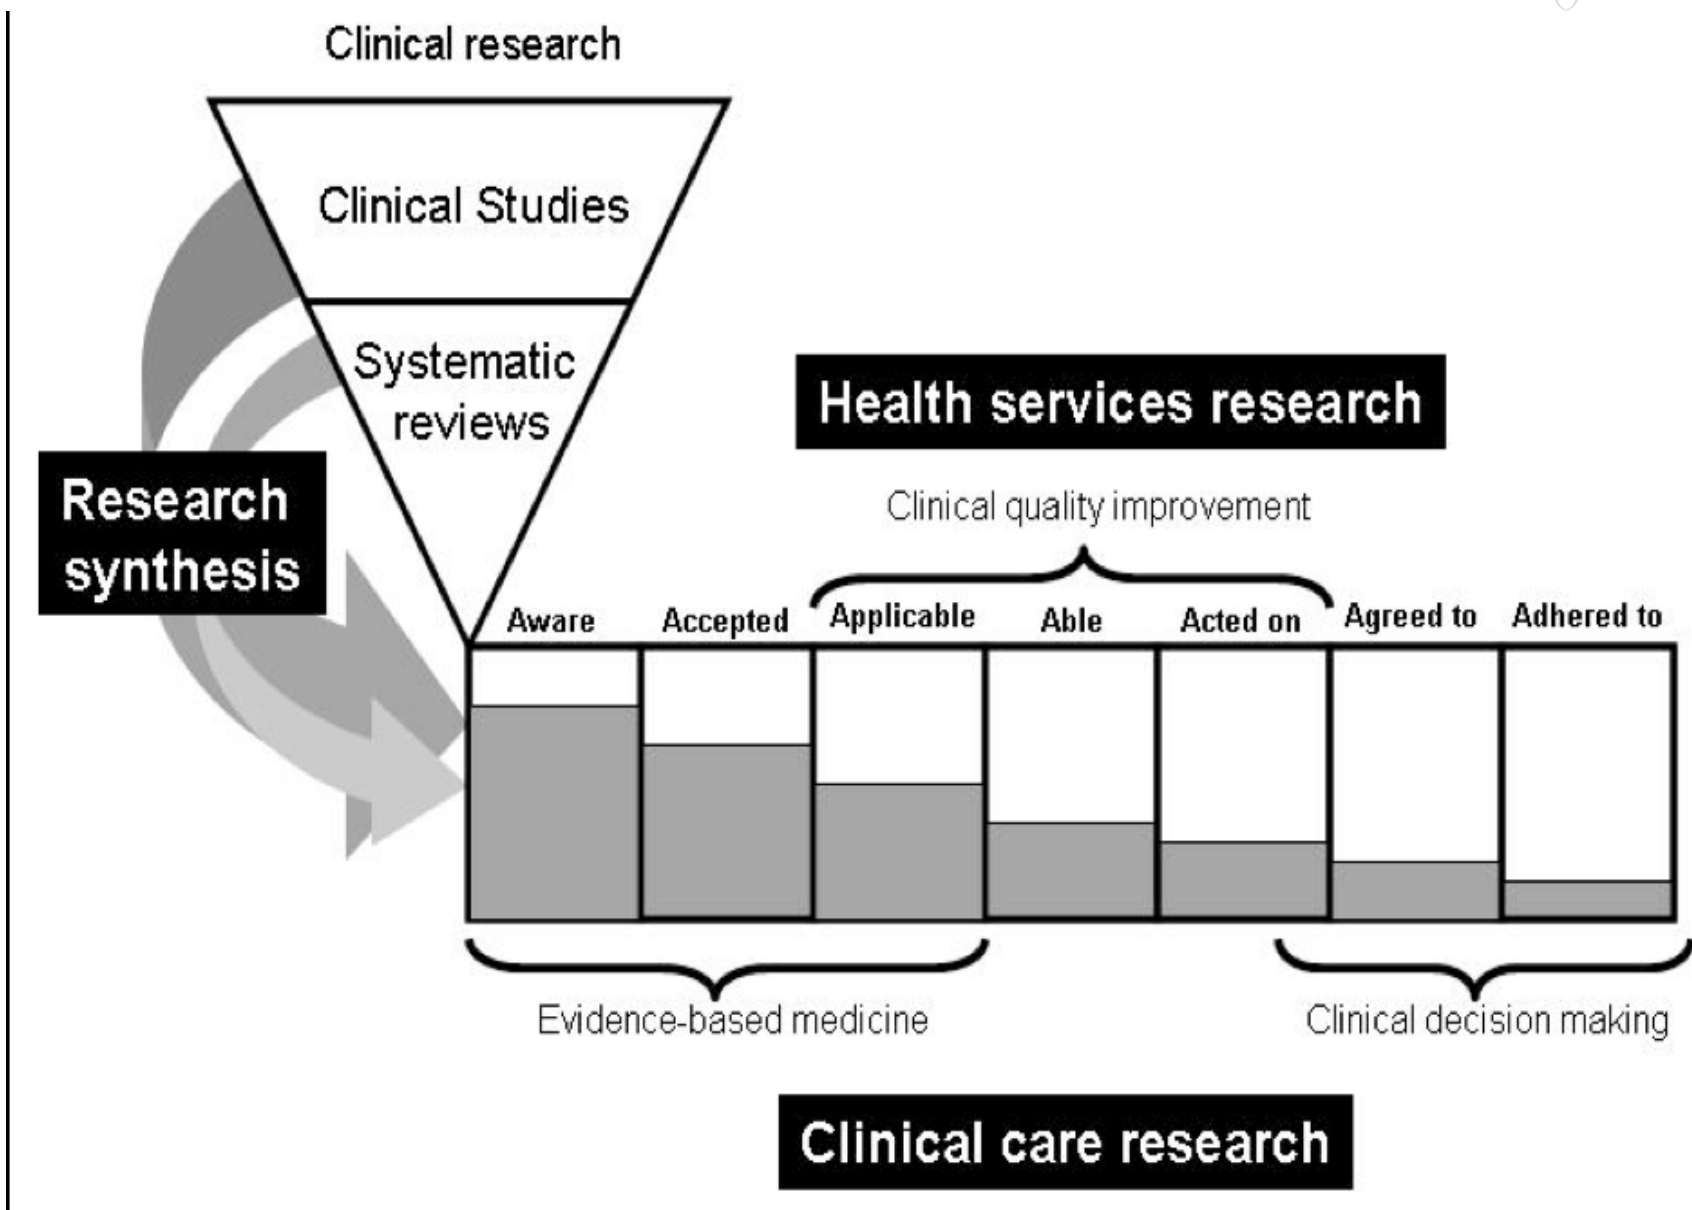 Clinical research
Clinical Studies
Systematic
reviews
Research
synthesis
Health services research
Clinical quality improvement
Aware Accepted Applicable Able Acted on Agreed to Adhered to
Evidence-based medicine
Clinical decision making
Clinical care research